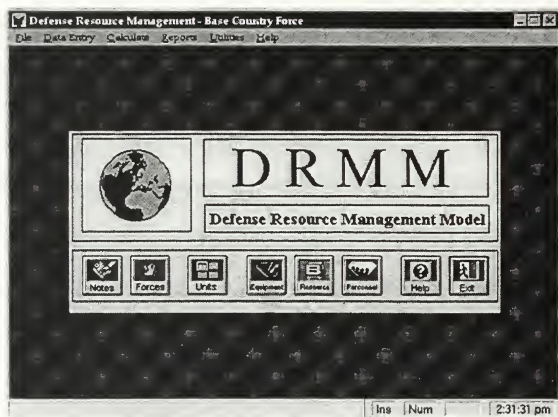 Defense Resource Management - Base Country Force
File Data Entry Calculate Reports Utilities Help
DRMM
Defense Resource Management Model
Notes Forces Units Equipment Resource Personnel Help Exit
Ins Num 2:31:31 pm